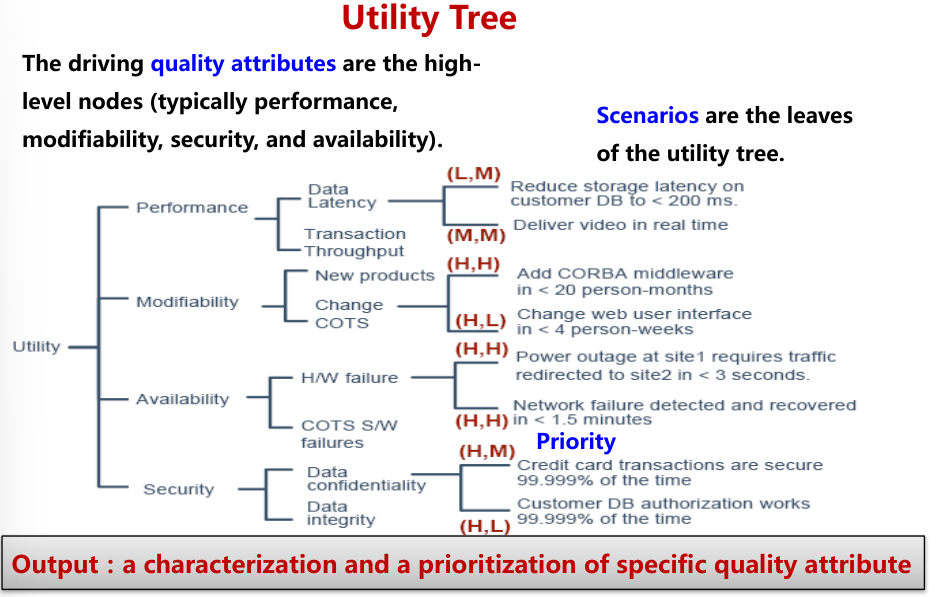 Utility Tree
The driving quality attributes are the high-
level nodes (typically performance,
modifiability, security, and availability).
Scenarios are the leaves
of the utility tree.
Utility
Performance
Data
Latency
(L,M)
Reduce storage latency on
customer DB to < 200 ms.
(M,M)
Deliver video in real time
Transaction
Throughput
Modifiability
New products
Change
COTS
(H,H)
Add CORBA middleware
in < 20 person-months
(H,L)
Change web user interface
in < 4 person-weeks
Availability
H/W failure
(H,H)
Power outage at site1 requires traffic
redirected to site2 in < 3 seconds.
(H,H)
Network failure detected and recovered
in < 1.5 minutes
COTS S/W
failures
Priority
Security
Data
confidentiality
(H,M)
Credit card transactions are secure
99.999% of the time
(H,L)
Customer DB authorization works
99.999% of the time
Data
integrity
Output : a characterization and a prioritization of specific quality attribute